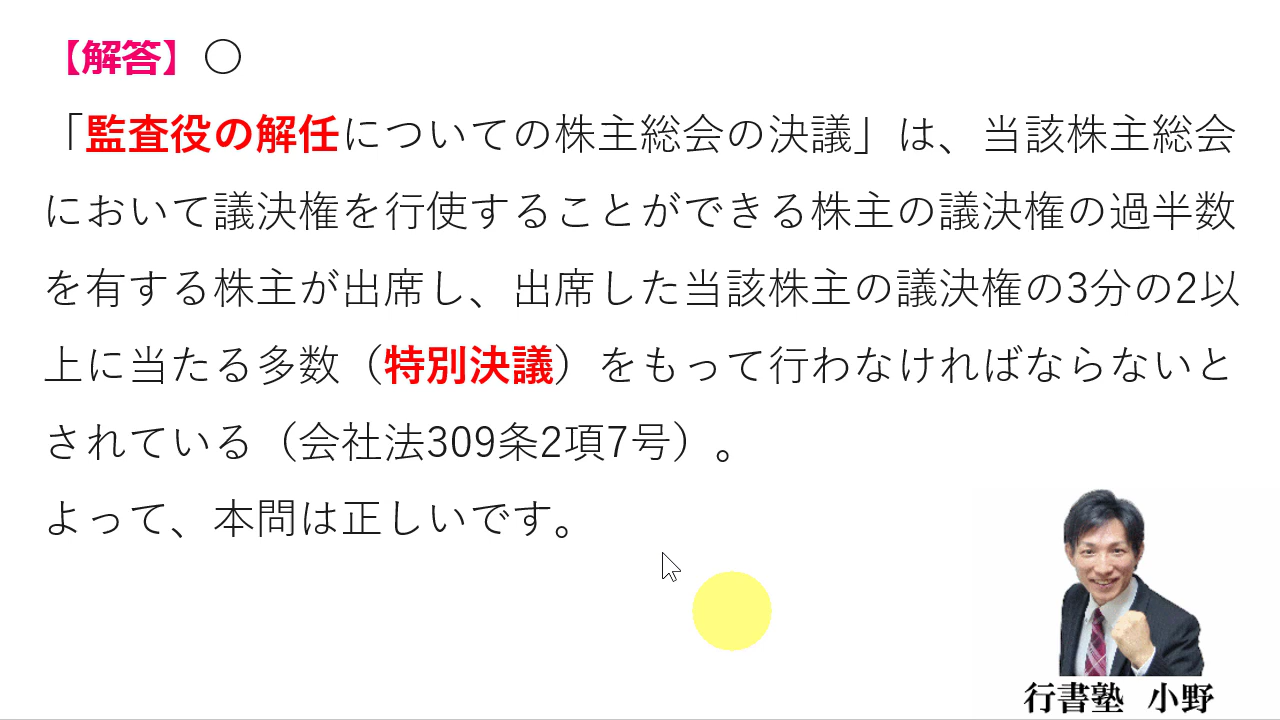 【解答】○
「監査役の解任についての株主総会の決議」は、当該株主総会
において議決権を行使することができる株主の議決権の過半数
を有する株主が出席し、出席した当該株主の議決権の3分の2以
上に当たる多数（特別決議）をもって行わなければならないと
されている（会社法309条2項7号）。
よって、本問は正しいです。
行書塾 小野